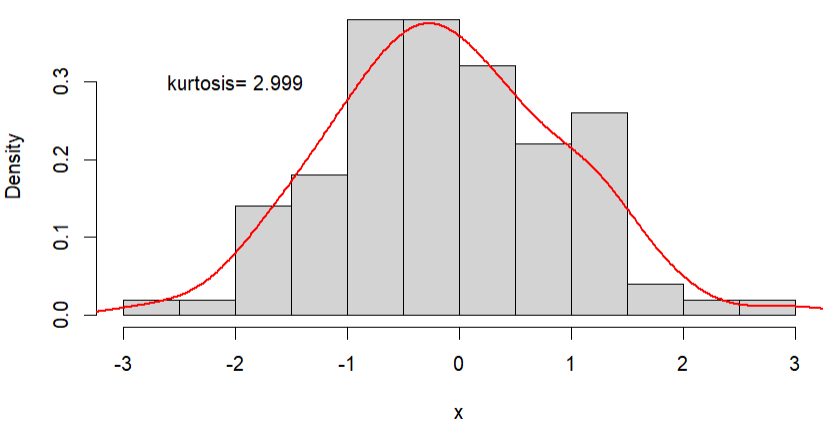 kurtosis= 2.999
Density
0.0 0.1 0.2 0.3
-3 -2 -1 0 1 2 3
x